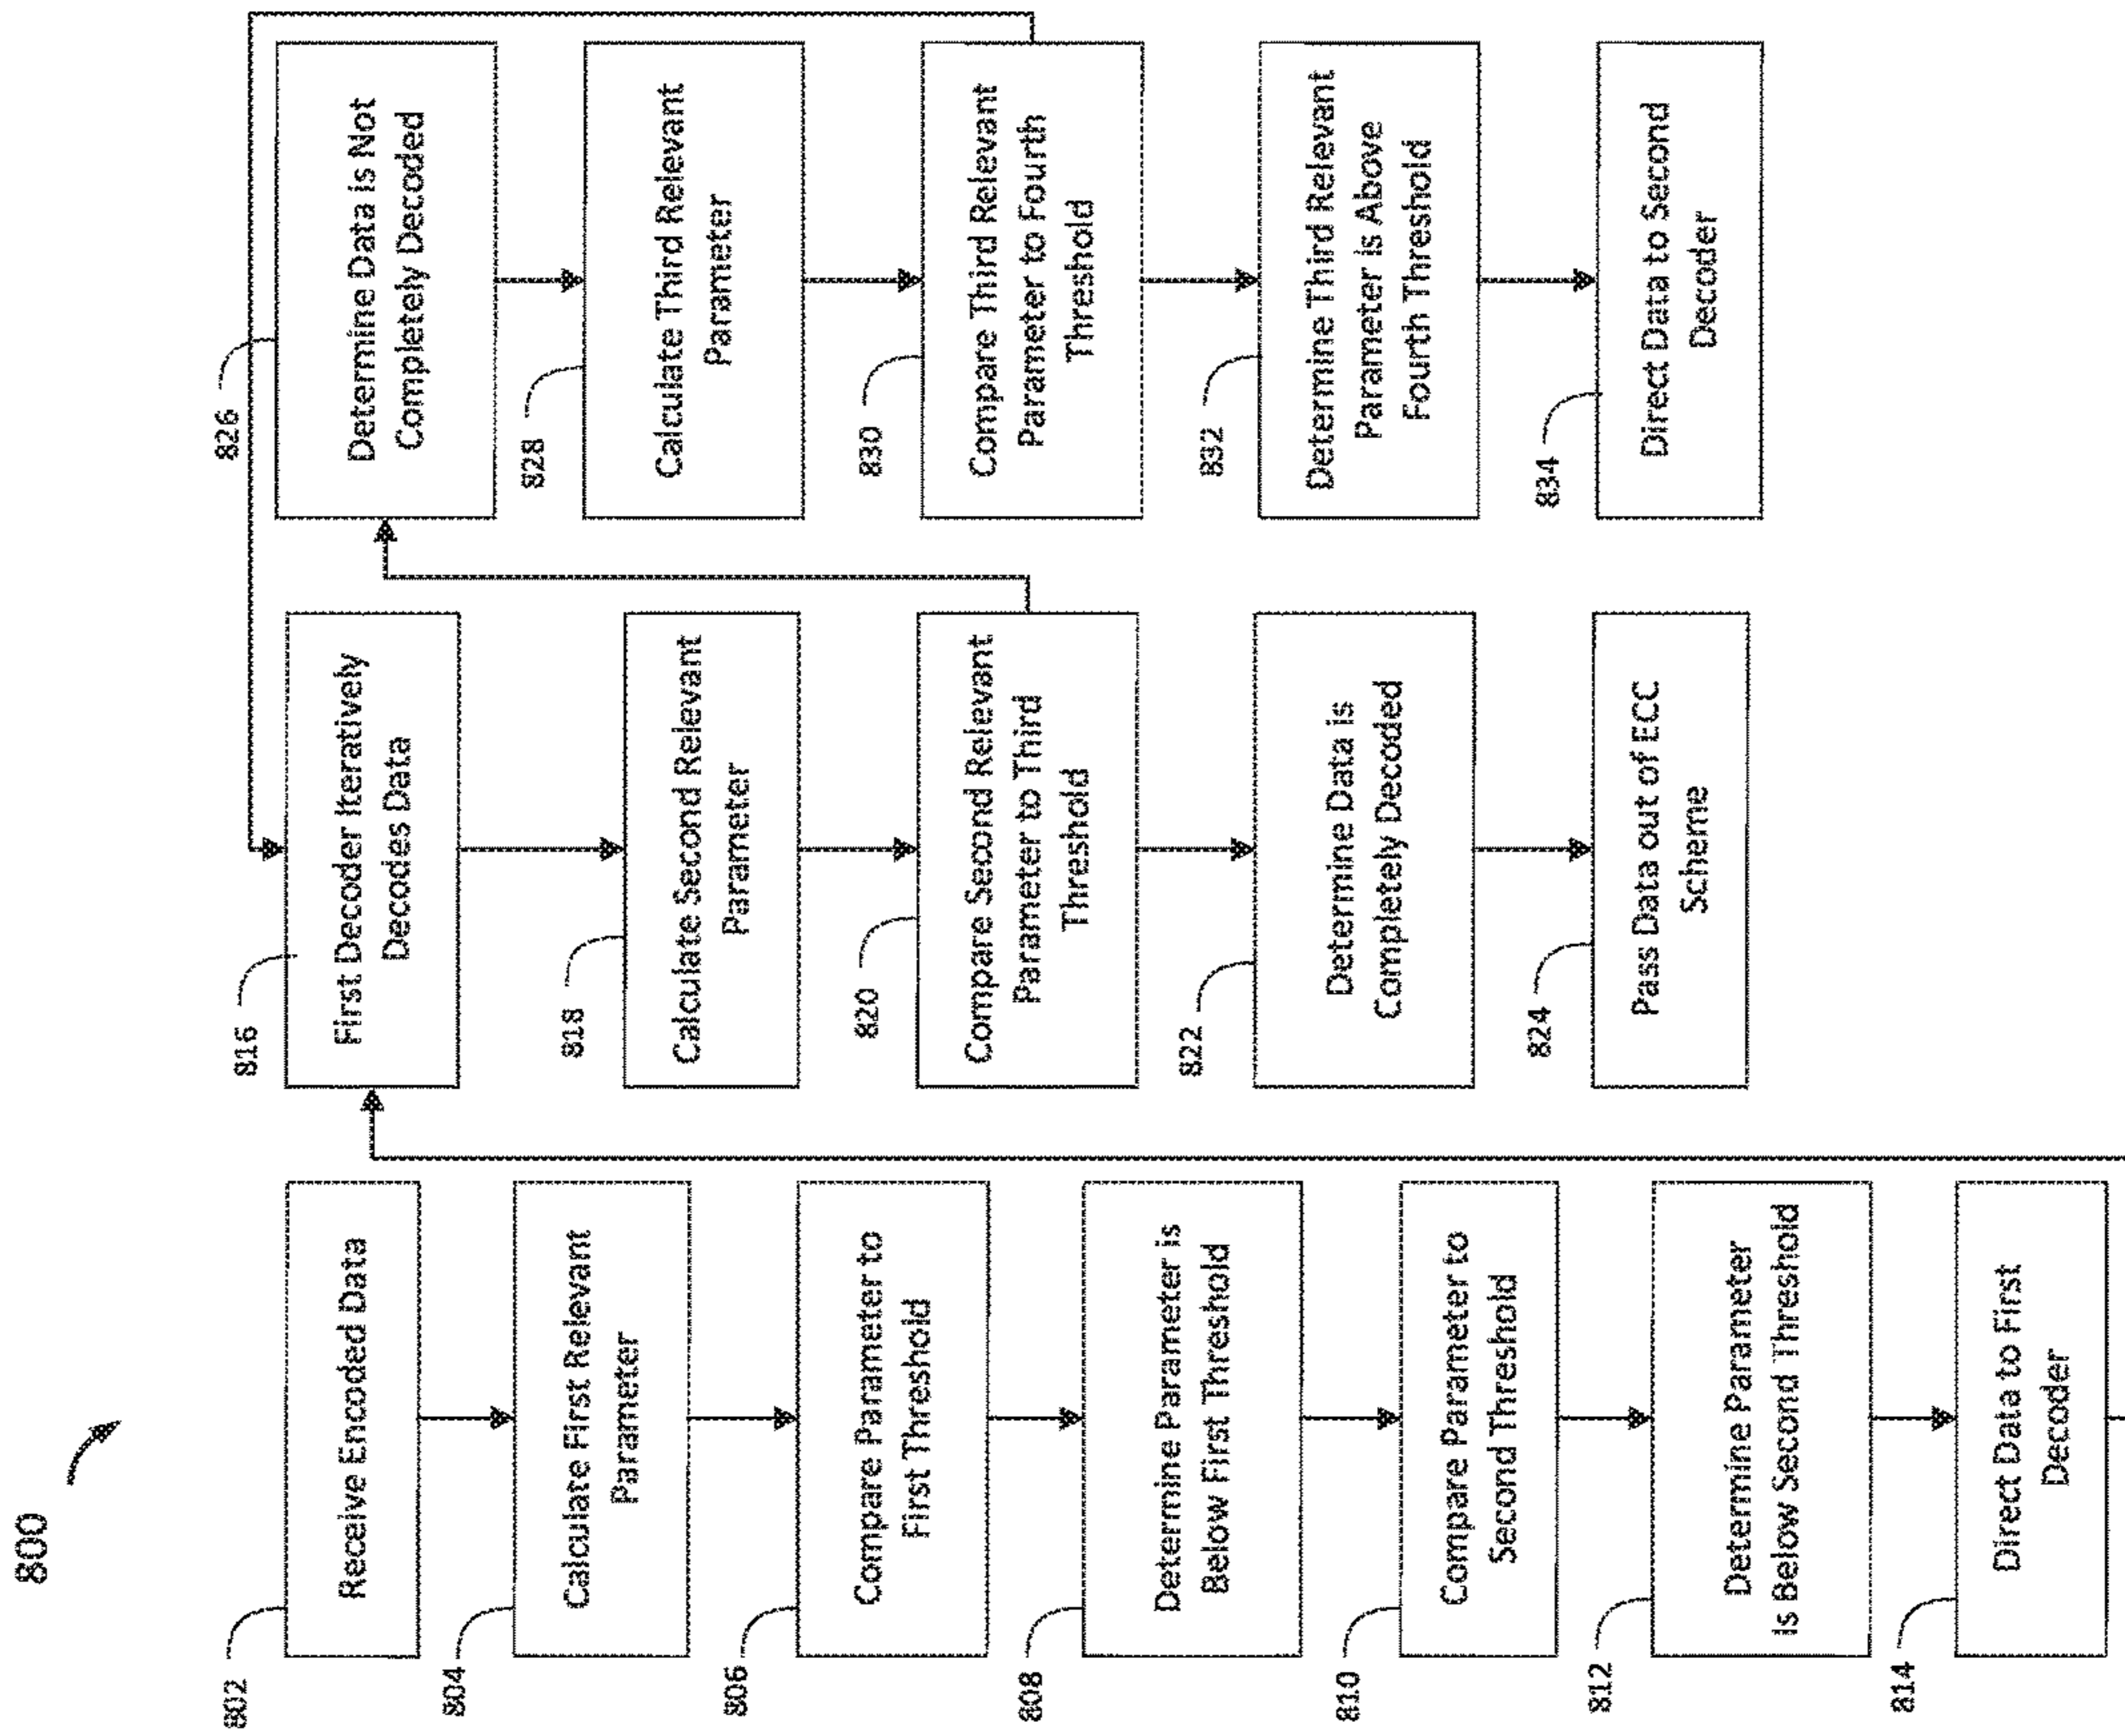 800
802
Receive Encoded Data
804
Calculate First Relevant
Parameter
806
Compare Parameter to
First Threshold
808
Determine Parameter is
Below First Threshold
810
Compare Parameter to
Second Threshold
812
Determine Parameter
Is Below Second Threshold
814
Direct Data to First
Decoder
816
First Decoder Iteratively
Decodes Data
818
Calculate Second Relevant
Parameter
820
Compare Second Relevant
Parameter to Third
Threshold
822
Determine Data is
Completely Decoded
824
Pass Data out of ECC
Scheme
826
Determine Data is Not
Completely Decoded
828
Calculate Third Relevant
Parameter
830
Compare Third Relevant
Parameter to Fourth
Threshold
832
Determine Third Relevant
Parameter is Above
Fourth Threshold
834
Direct Data to Second
Decoder